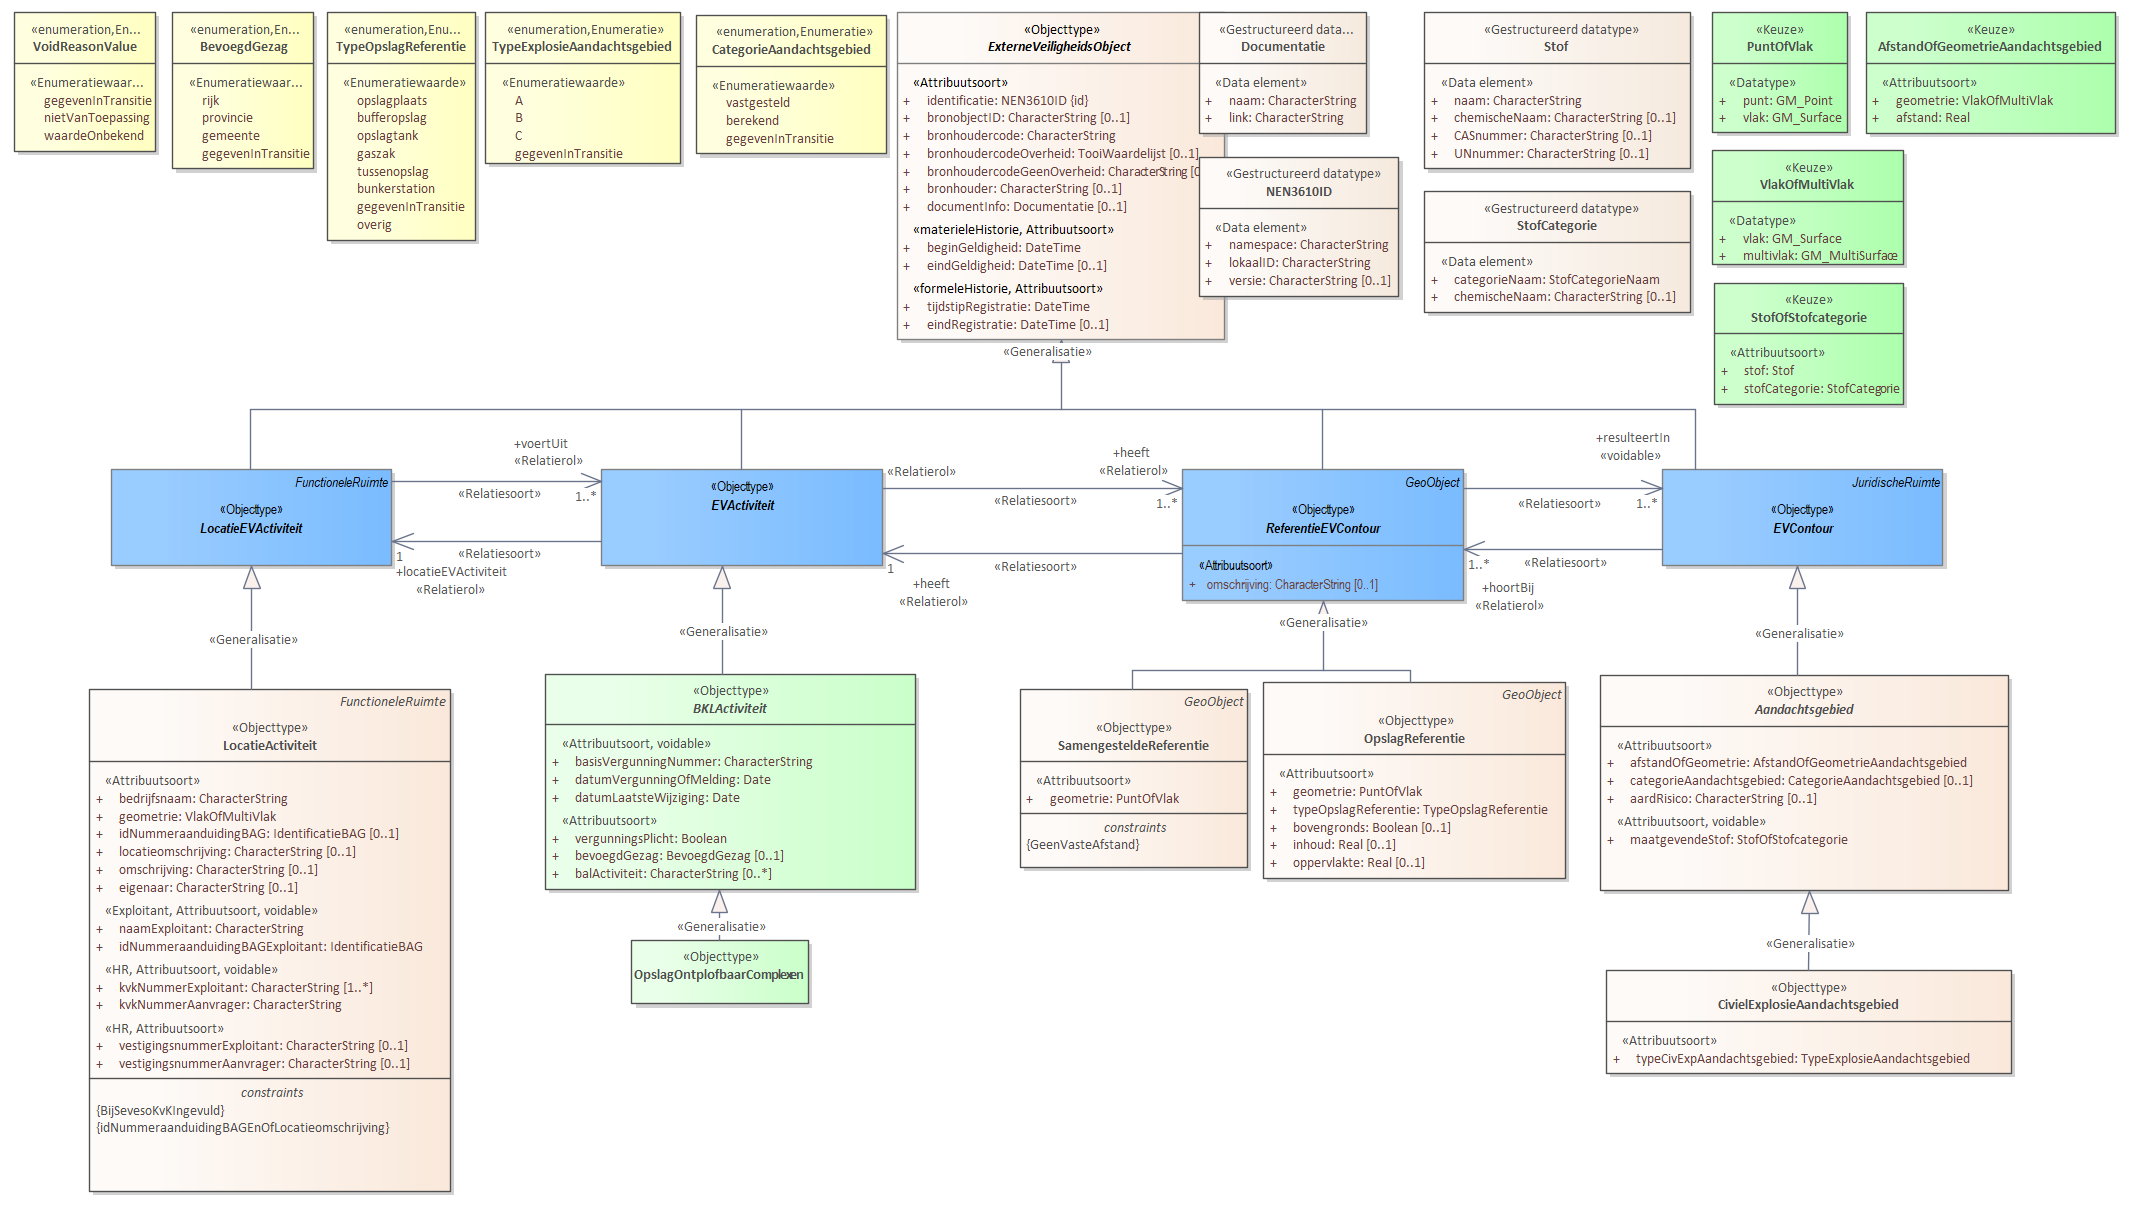 «enumeration,En...
VoidReasonValue
«Enumeratiewaar...
gegevenInTransitie
nietVanToepassing
waardeOnbekend
«enumeration,En...
BevoegdGezag
«Enumeratiewaar...
rijk
provincie
gemeente
gegevenInTransitie
«enumeration,Enu...
TypeOpslagReferentie
«Enumeratiewaarde»
opslagplaats
bufferopslag
opslagtank
gaszak
tussenopslag
bunkerstation
gegevenInTransitie
overig
«enumeration,Enumeratie»
TypeExplosieAandachtsgebied
«Enumeratiewaarde»
A
B
C
gegevenInTransitie
«enumeration,Enumeratie»
CategorieAandachtsgebied
«Enumeratiewaarde»
vastgesteld
berekend
gegevenInTransitie
«Objecttype»
ExterneVeiligheidsObject
«Attribuutsoort»
+ identificatie: NEN3610ID {id}
+ bronobjectID: CharacterString [0..1]
+ bronhoudercode: CharacterString
+ bronhoudercodeOverheid: TooiWaardelijst [0..1]
+ bronhoudercodeGeenOverheid: CharacterString [0
+ bronhouder: CharacterString [0..1]
+ documentInfo: Documentatie [0..1]
«materieleHistorie, Attribuutsoort»
+ beginGeldigheid: DateTime
+ eindGeldigheid: DateTime [0..1]
«formeleHistorie, Attribuutsoort»
+ tijdstipRegistratie: DateTime
+ eindRegistratie: DateTime [0..1]
«Gestructureerd data...
Documentatie
«Data element»
+ naam: CharacterString
+ link: CharacterString
«Gestructureerd datatype»
NEN3610ID
«Data element»
+ namespace: CharacterString
+ lokaalID: CharacterString
+ versie: CharacterString [0..1]
«Gestructureerd datatype»
Stof
«Data element»
+ naam: CharacterString
+ chemischeNaam: CharacterString [0..1]
+ CASnummer: CharacterString [0..1]
+ UNnummer: CharacterString [0..1]
«Gestructureerd datatype»
StofCategorie
«Data element»
+ categorieNaam: StofCategorieNaam
+ chemischeNaam: CharacterString [0..1]
«Keuze»
PuntOfVlak
«Datatype»
+ punt: GM_Point
+ vlak: GM_Surface
«Keuze»
AfstandOfGeometrieAandachtsgebied
«Attribuutsoort»
+ geometrie: VlakOfMultiVlak
+ afstand: Real
«Keuze»
VlakOfMultiVlak
«Datatype»
+ vlak: GM_Surface
+ multivlak: GM_MultiSurface
«Keuze»
StofOfStofcategorie
«Attribuutsoort»
+ stof: Stof
+ stofCategorie: StofCategorie
«Generalisatie»
FunctioneleRuimte
«Objecttype»
LocatieEVActiviteit
+voertUit
«Relatierol»
«Relatiesoort»
1..*
«Relatiesoort»
1
+locatieEVActiviteit
«Relatierol»
«Objecttype»
EVActiviteit
«Relatierol»
+heeft
«Relatierol»
«Relatiesoort»
1..*
«Relatiesoort»
1
+heeft
«Relatierol»
GeoObject
«Objecttype»
ReferentieEVContour
«Attribuutsoort»
+ omschrijving: CharacterString [0..1]
+resulteertIn
«voidable»
«Relatiesoort»
1..*
«Relatiesoort»
1..*
+hoortBij
«Relatierol»
JuridischeRuimte
«Objecttype»
EVContour
«Generalisatie»
«Generalisatie»
«Generalisatie»
«Generalisatie»
FunctioneleRuimte
«Objecttype»
LocatieActiviteit
«Attribuutsoort»
+ bedrijfsnaam: CharacterString
+ geometrie: VlakOfMultiVlak
+ idNummeraanduidingBAG: IdentificatieBAG [0..1]
+ locatieomschrijving: CharacterString [0..1]
+ omschrijving: CharacterString [0..1]
+ eigenaar: CharacterString [0..1]
«Exploitant, Attribuutsoort, voidable»
+ naamExploitant: CharacterString
+ idNummeraanduidingBAGExploitant: IdentificatieBAG
«HR, Attribuutsoort, voidable»
+ kvkNummerExploitant: CharacterString [1..*]
+ kvkNummerAanvrager: CharacterString
«HR, Attribuutsoort»
+ vestigingsnummerExploitant: CharacterString [0..1]
+ vestigingsnummerAanvrager: CharacterString [0..1]
constraints
{BijSevesoKvKIngevuld}
{idNummeraanduidingBAGEnOfLocatieomschrijving}
«Objecttype»
BKLActiviteit
«Attribuutsoort, voidable»
+ basisVergunningNummer: CharacterString
+ datumVergunningOfMelding: Date
+ datumLaatsteWijziging: Date
«Attribuutsoort»
+ vergunningsPlicht: Boolean
+ bevoegdGezag: BevoegdGezag [0..1]
+ balActiviteit: CharacterString [0..*]
«Generalisatie»
«Objecttype»
OpslagOntplofbaarComplexen
GeoObject
«Objecttype»
SamengesteldeReferentie
«Attribuutsoort»
+ geometrie: PuntOfVlak
constraints
{GeenVasteAfstand}
GeoObject
«Objecttype»
OpslagReferentie
«Attribuutsoort»
+ geometrie: PuntOfVlak
+ typeOpslagReferentie: TypeOpslagReferentie
+ bovengronds: Boolean [0..1]
+ inhoud: Real [0..1]
+ oppervlakte: Real [0..1]
«Objecttype»
Aandachtsgebied
«Attribuutsoort»
+ afstandOfGeometrie: AfstandOfGeometrieAandachtsgebied
+ categorieAandachtsgebied: CategorieAandachtsgebied [0..1]
+ aardRisico: CharacterString [0..1]
«Attribuutsoort, voidable»
+ maatgevendeStof: StofOfStofcategorie
«Generalisatie»
«Objecttype»
CivielExplosieAandachtsgebied
«Attribuutsoort»
+ typeCivExpAandachtsgebied: TypeExplosieAandachtsgebied